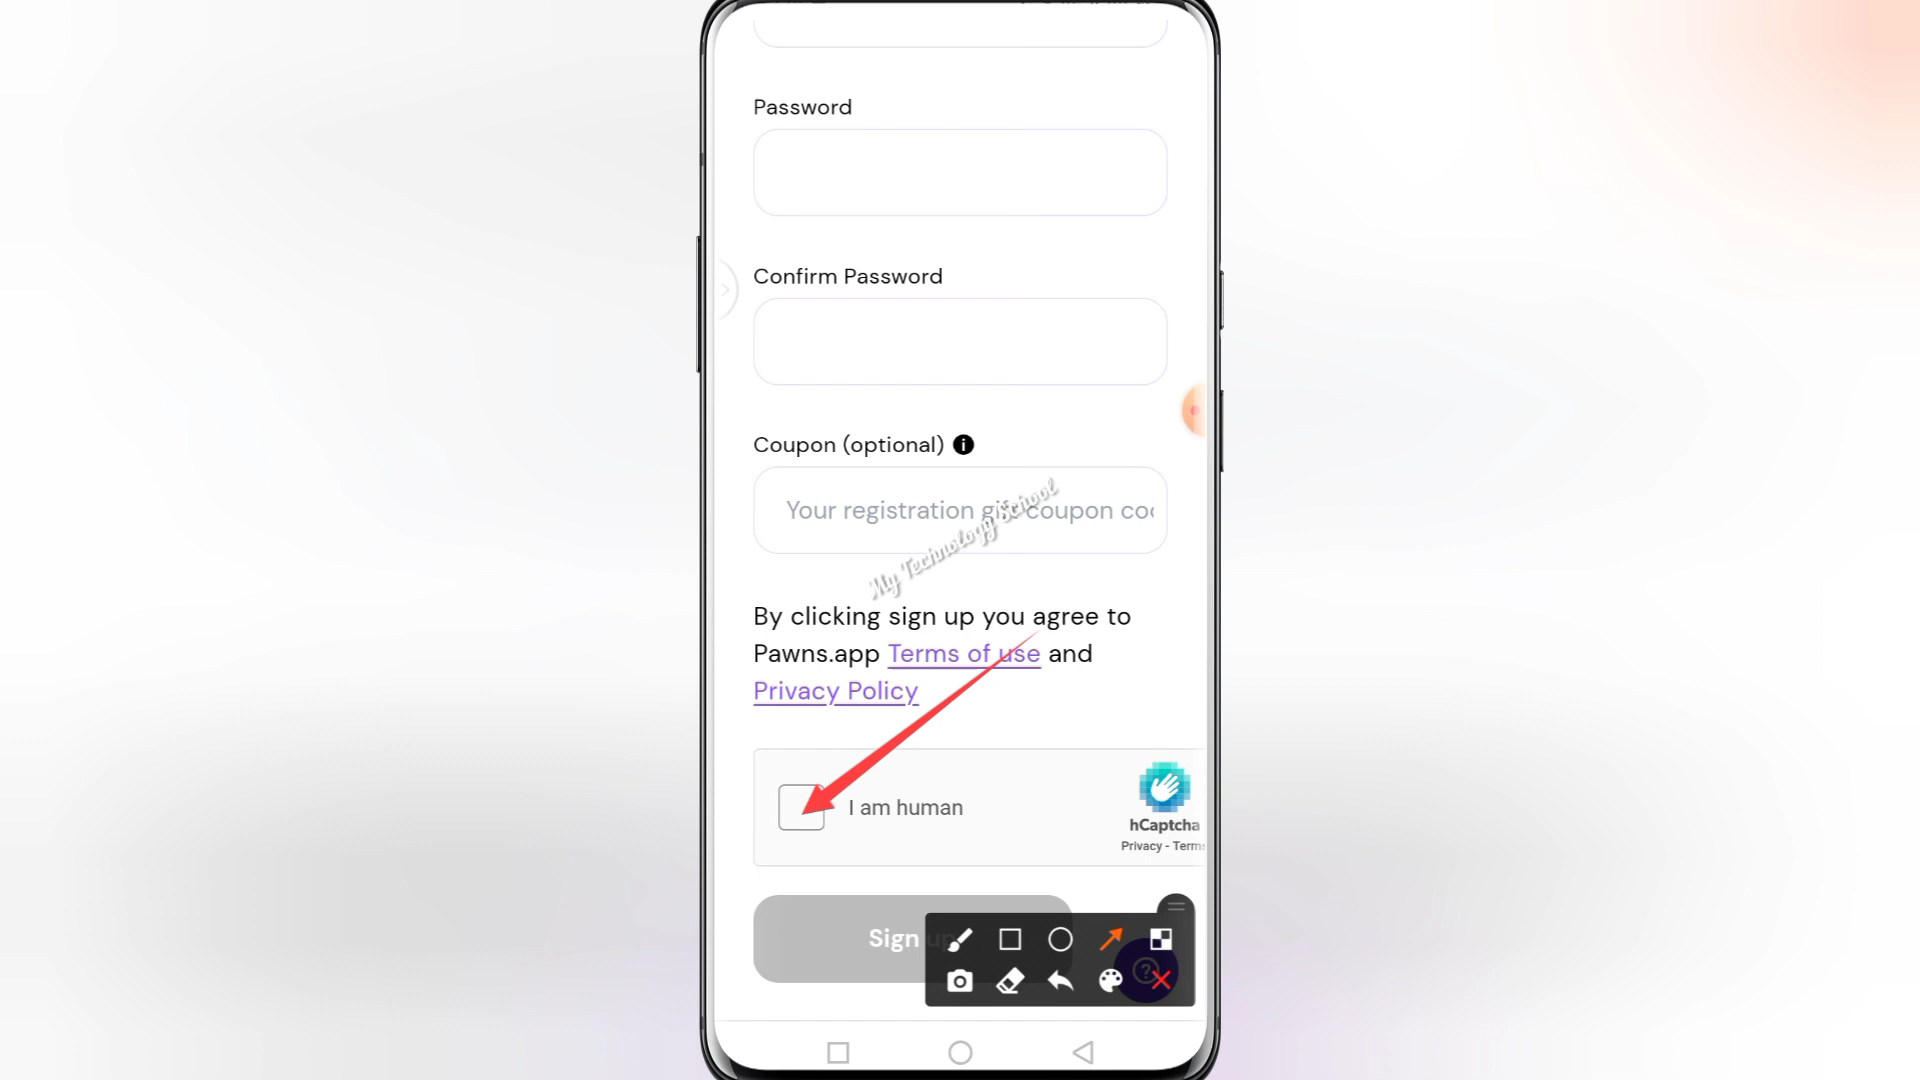 Password
Confirm Password
Coupon (optional)
Your registration gift coupon
My Technology School
By clicking sign up you agree to
Pawns.app Terms of use and
Privacy Policy
I am human
hCaptcha
Privacy - Terms
Sign up